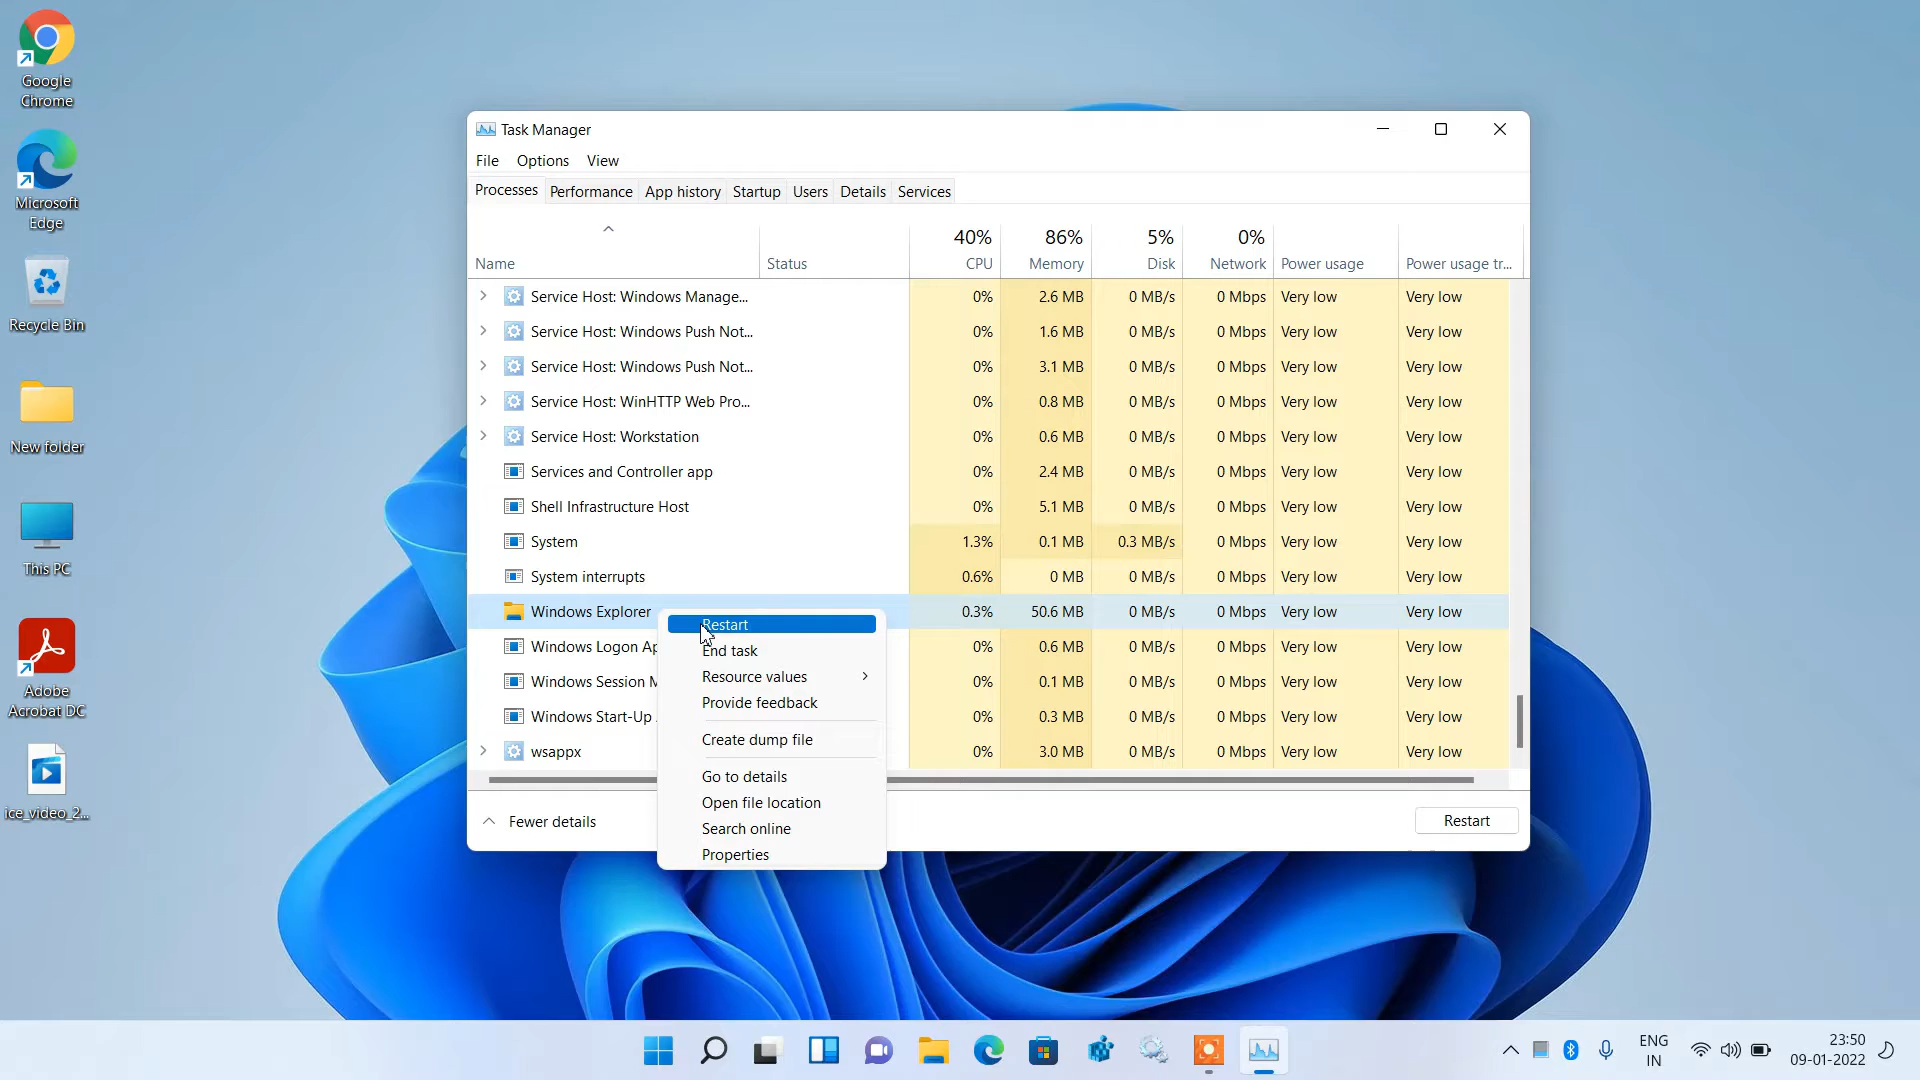 Google
Chrome
Microsoft
Edge
Recycle Bin
New folder
This PC
Adobe
Acrobat DC
ice_video_2...
Task Manager
File Options View
Processes Performance App history Startup Users Details Services
40% 86% 5% 0%
Name Status CPU Memory Disk Network Power usage Power usage tr...
Service Host: Windows Manage... 0% 2.6 MB 0 MB/s 0 Mbps Very low Very low
Service Host: Windows Push Not... 0% 1.6 MB 0 MB/s 0 Mbps Very low Very low
Service Host: Windows Push Not... 0% 3.1 MB 0 MB/s 0 Mbps Very low Very low
Service Host: WinHTTP Web Pro... 0% 0.8 MB 0 MB/s 0 Mbps Very low Very low
Service Host: Workstation 0% 0.6 MB 0 MB/s 0 Mbps Very low Very low
Services and Controller app 0% 2.4 MB 0 MB/s 0 Mbps Very low Very low
Shell Infrastructure Host 0% 5.1 MB 0 MB/s 0 Mbps Very low Very low
System 1.3% 0.1 MB 0.3 MB/s 0 Mbps Very low Very low
System interrupts 0.6% 0 MB 0 MB/s 0 Mbps Very low Very low
Windows Explorer 0.3% 50.6 MB 0 MB/s 0 Mbps Very low Very low
Windows Logon Ap 0% 0.6 MB 0 MB/s 0 Mbps Very low Very low
Windows Session M 0% 0.1 MB 0 MB/s 0 Mbps Very low Very low
Windows Start-Up 0% 0.3 MB 0 MB/s 0 Mbps Very low Very low
wsappx 0% 3.0 MB 0 MB/s 0 Mbps Very low Very low
Restart
End task
Resource values
Provide feedback
Create dump file
Go to details
Open file location
Search online
Properties
Fewer details
Restart
ENG
IN
23:50
09-01-2022